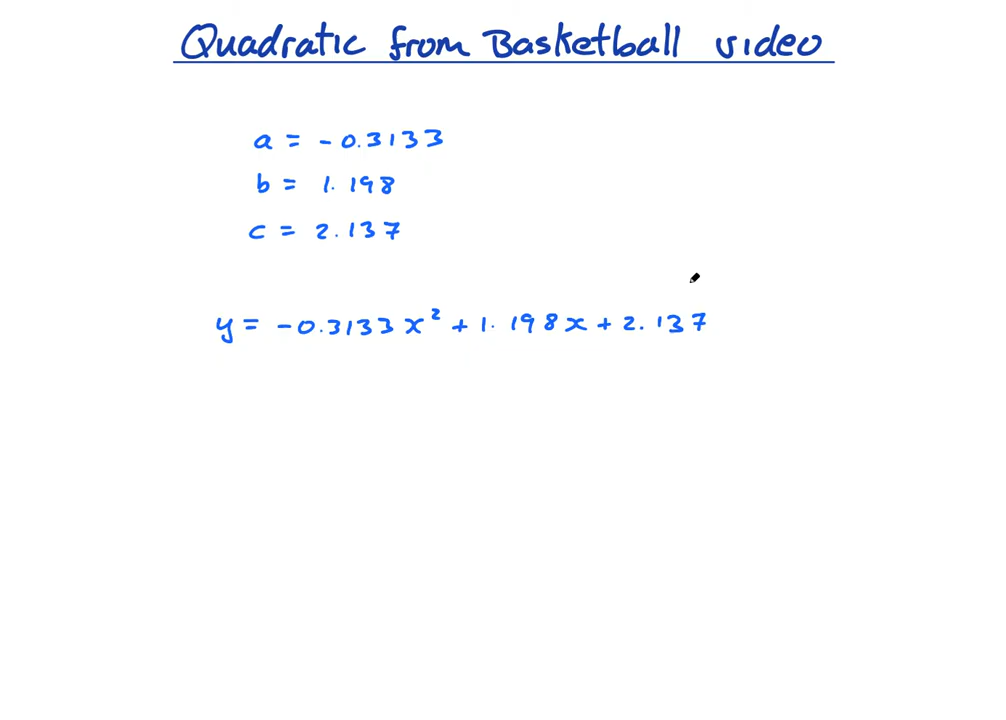 Quadratic from Basketball video
a = -0.3133
b = 1.198
c = 2.137
y = -0.3133x² + 1.198x + 2.137